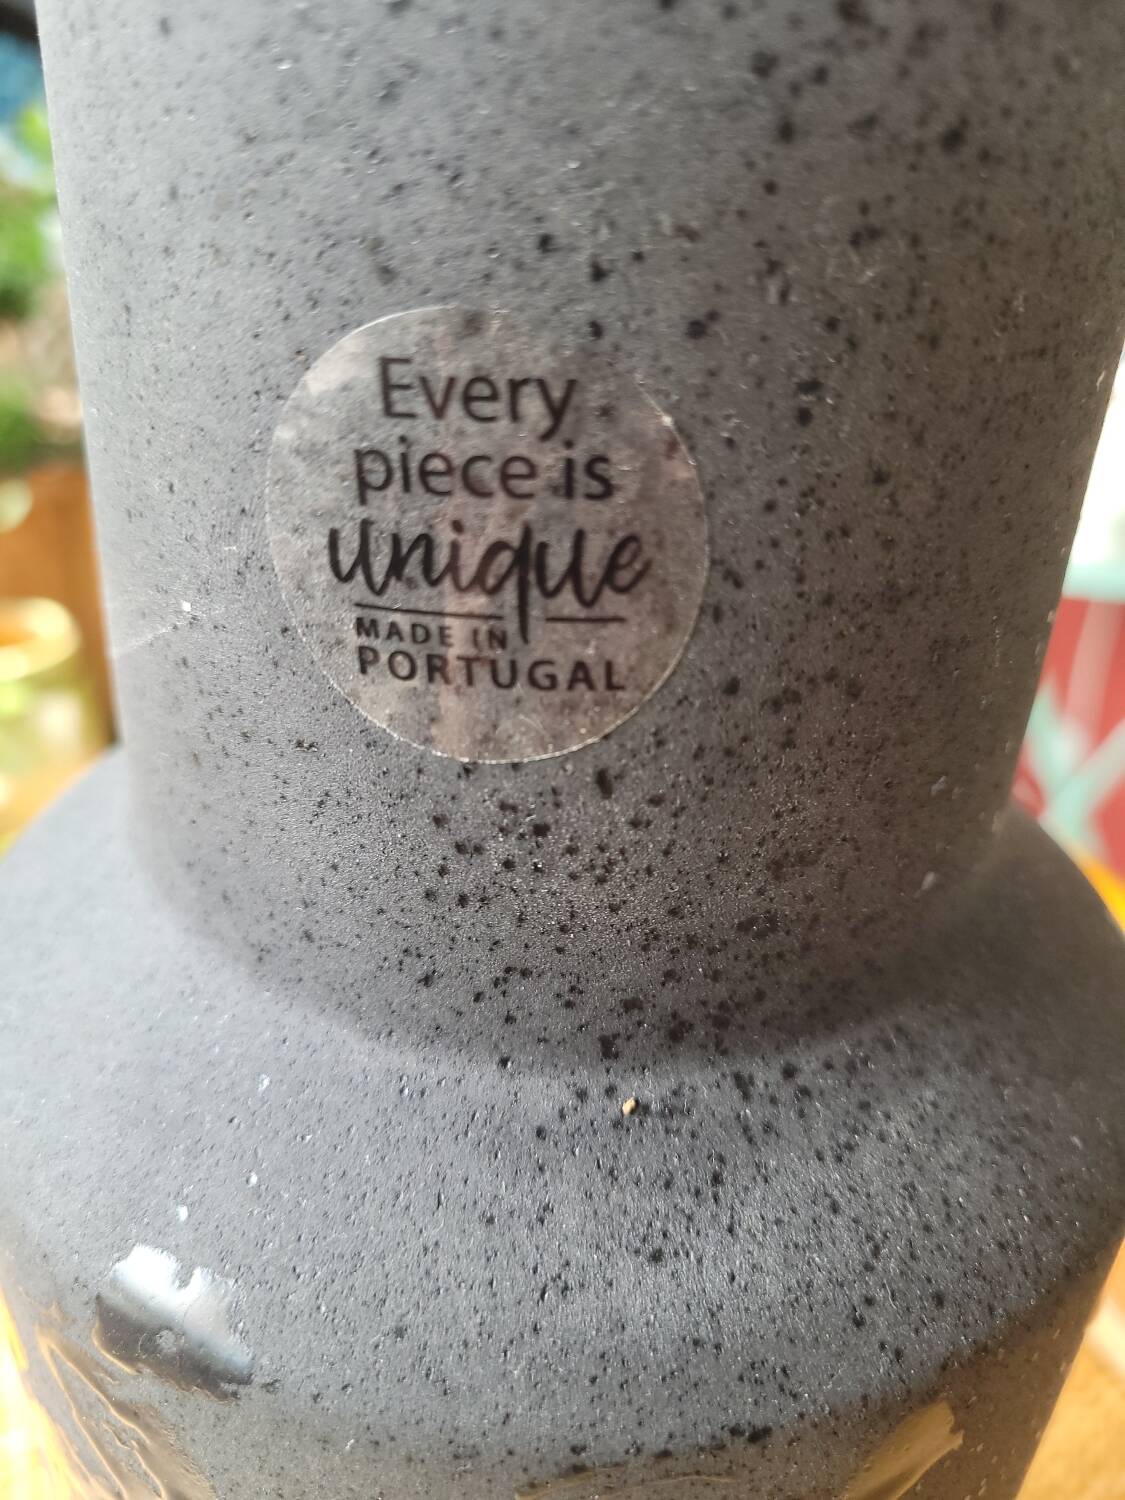 Every
piece is
unique
MADE IN
PORTUGAL